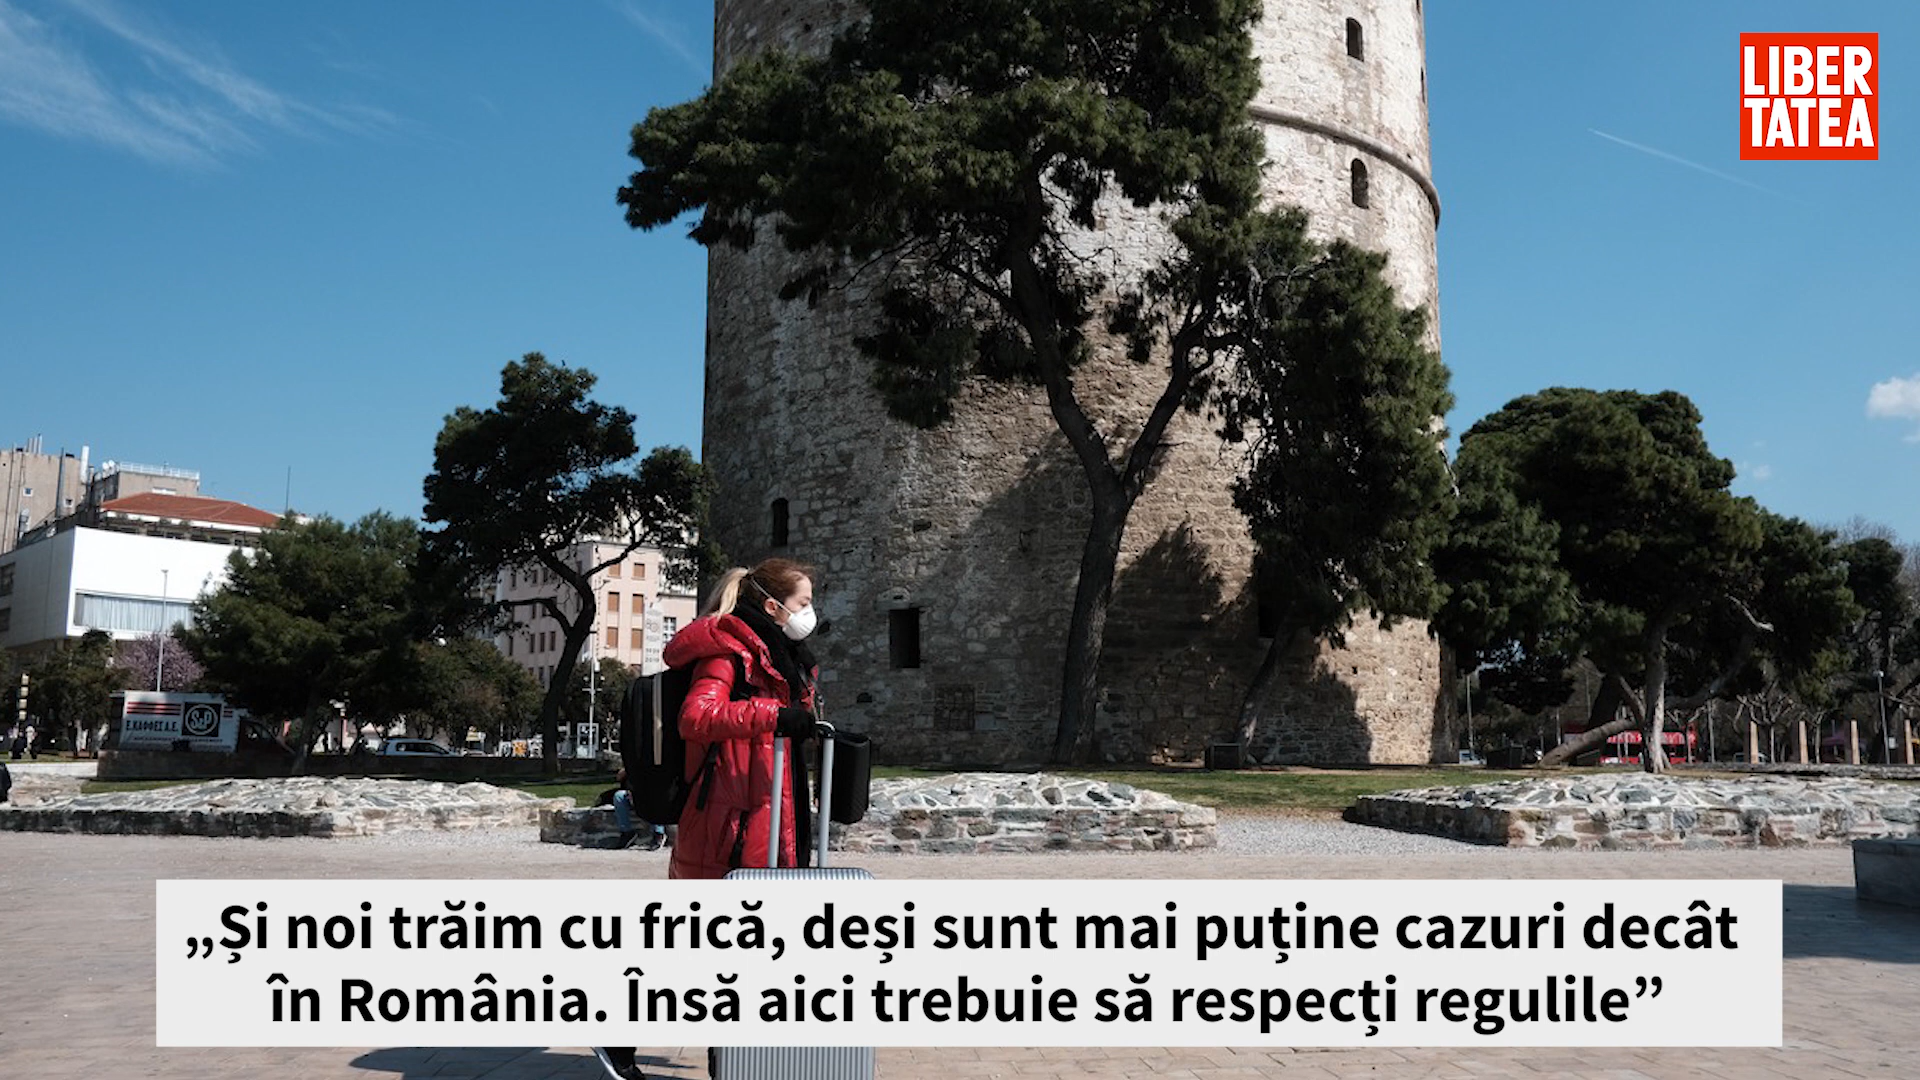 LIBER
TATEA
S&P
„Și noi trăim cu frică, deși sunt mai puține cazuri decât
în România. Însă aici trebuie să respecți regulile”